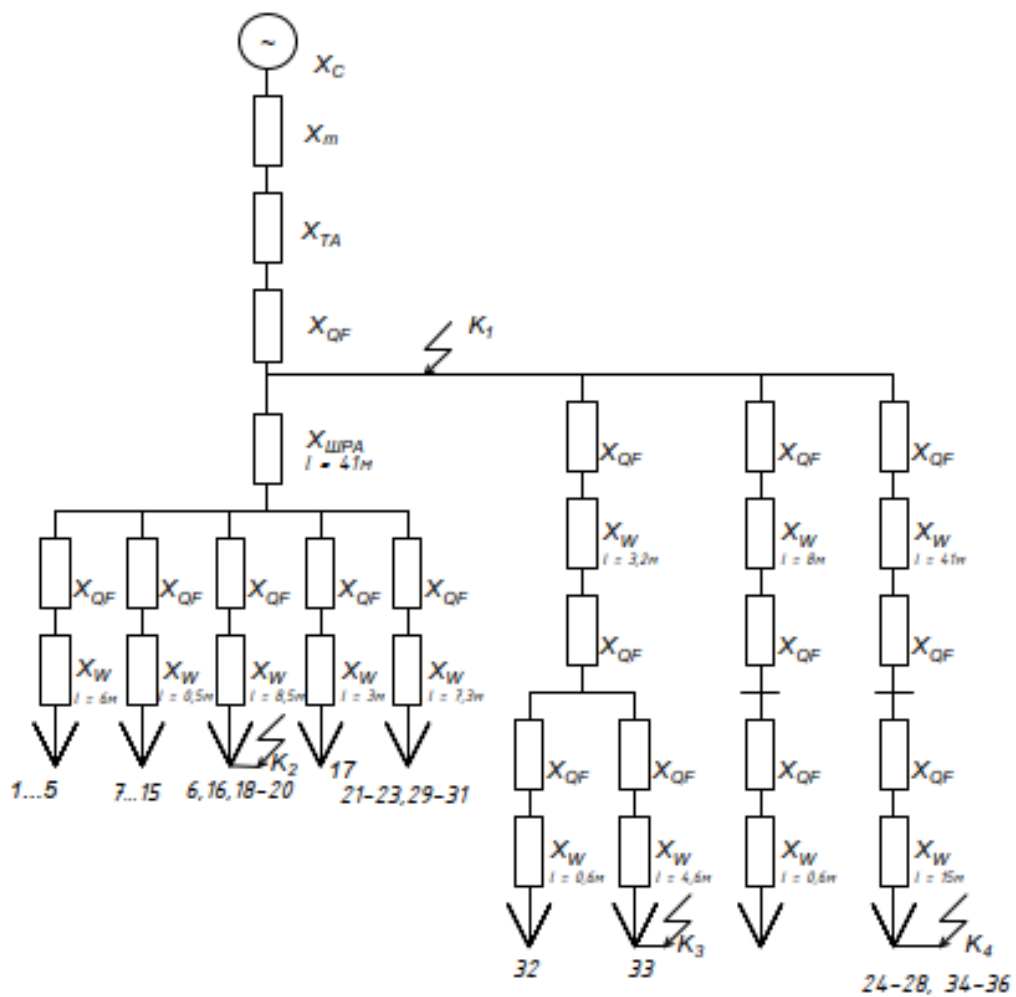 ~
X_C
X_m
X_TA
X_QF
K_1
X_ШРА
l = 41м
X_QF
X_QF
X_QF
X_W
l = 3,2м
X_W
l = 8м
X_W
l = 41м
X_QF
X_QF
X_QF
X_QF
X_QF
X_QF
X_QF
X_QF
X_W
l = 6м
X_W
l = 0,5м
X_W
l = 8,5м
X_W
l = 3м
X_W
l = 7,3м
K_2
1...5
7...15
6,16,18-20
17
21-23,29-31
X_QF
X_QF
X_QF
X_QF
X_W
l = 0,6м
X_W
l = 4,6м
X_W
l = 0,6м
X_W
l = 15м
K_3
K_4
32
33
24-28, 34-36